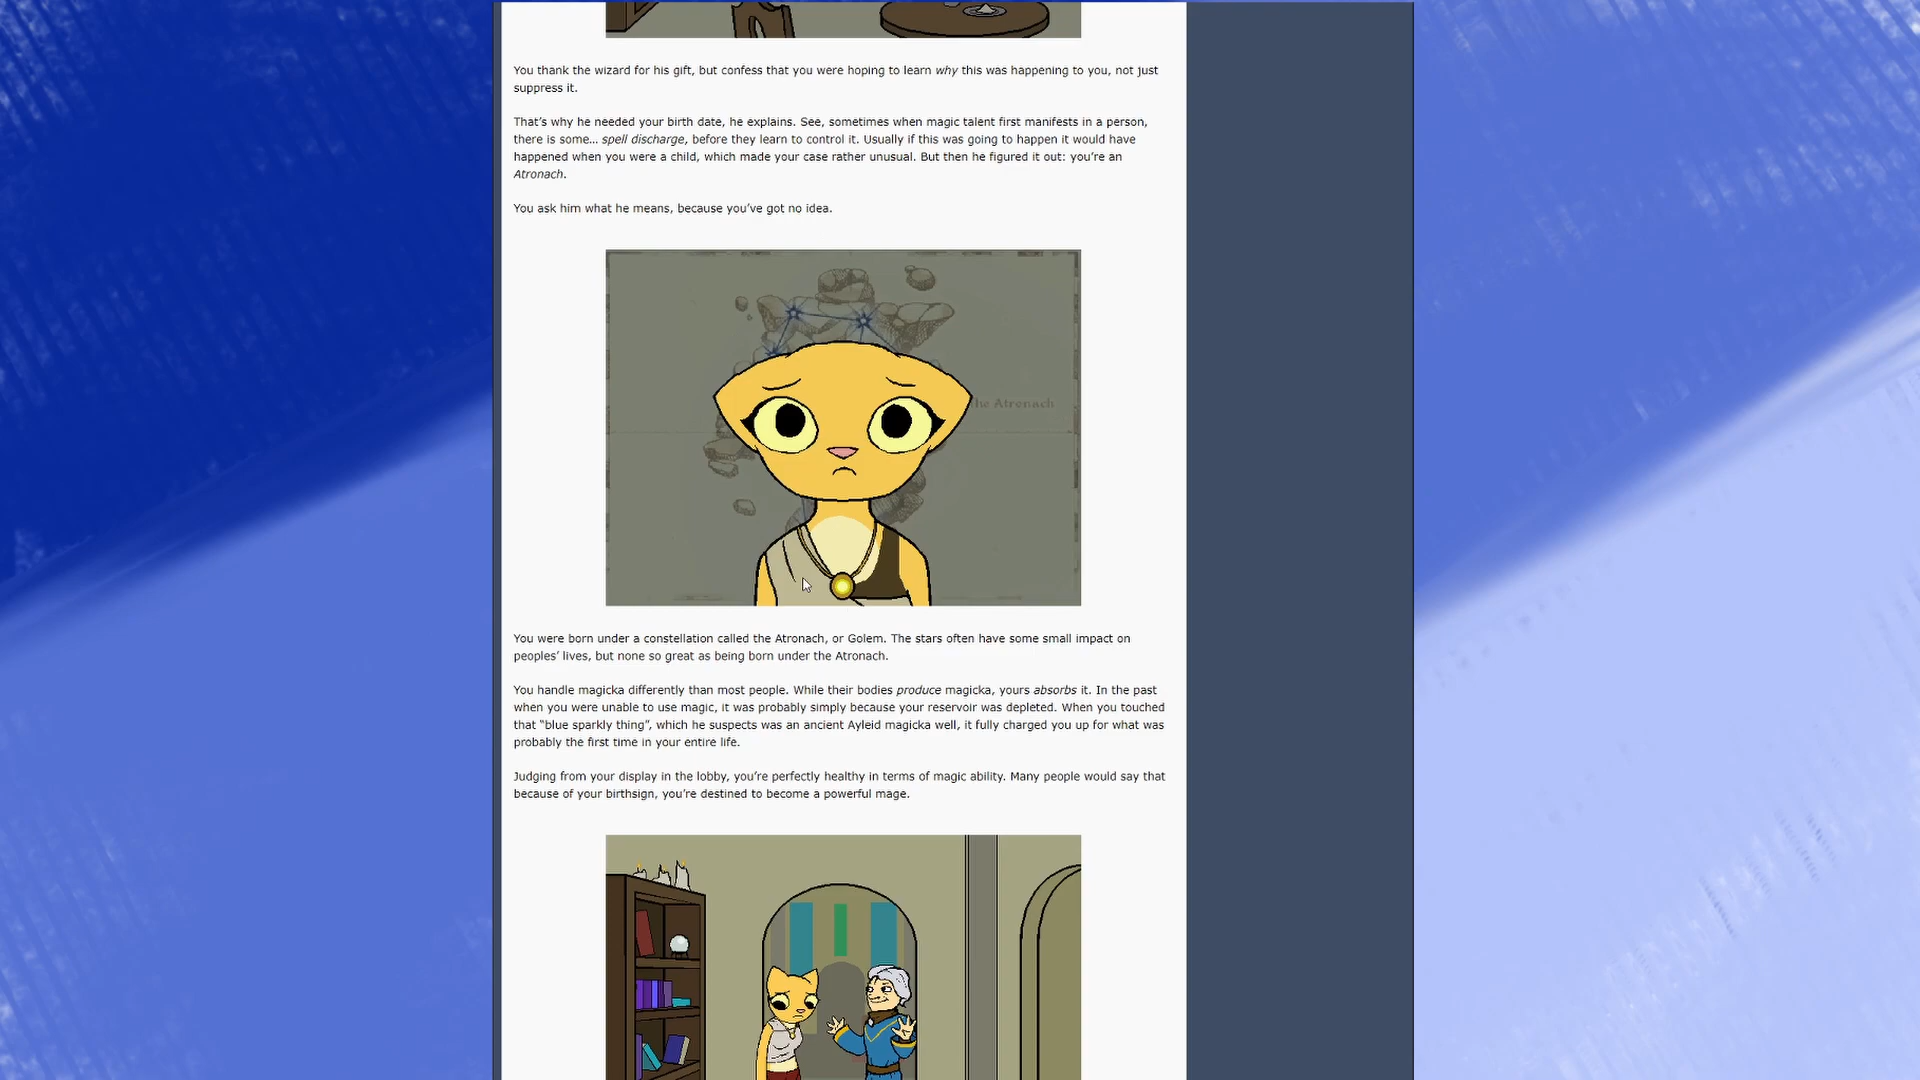 You thank the wizard for his gift, but confess that you were hoping to learn why this was happening to you, not just
suppress it.
That’s why he needed your birth date, he explains. See, sometimes when magic talent first manifests in a person,
there is some... spell discharge, before they learn to control it. Usually if this was going to happen it would have
happened when you were a child, which made your case rather unusual. But then he figured it out: you’re an
Atronach.
You ask him what he means, because you’ve got no idea.
The Atronach
You were born under a constellation called the Atronach, or Golem. The stars often have some small impact on
peoples’ lives, but none so great as being born under the Atronach.
You handle magicka differently than most people. While their bodies produce magicka, yours absorbs it. In the past
when you were unable to use magic, it was probably simply because your reservoir was depleted. When you touched
that “blue sparkly thing”, which he suspects was an ancient Ayleid magicka well, it fully charged you up for what was
probably the first time in your entire life.
Judging from your display in the lobby, you’re perfectly healthy in terms of magic ability. Many people would say that
because of your birthsign, you’re destined to become a powerful mage.